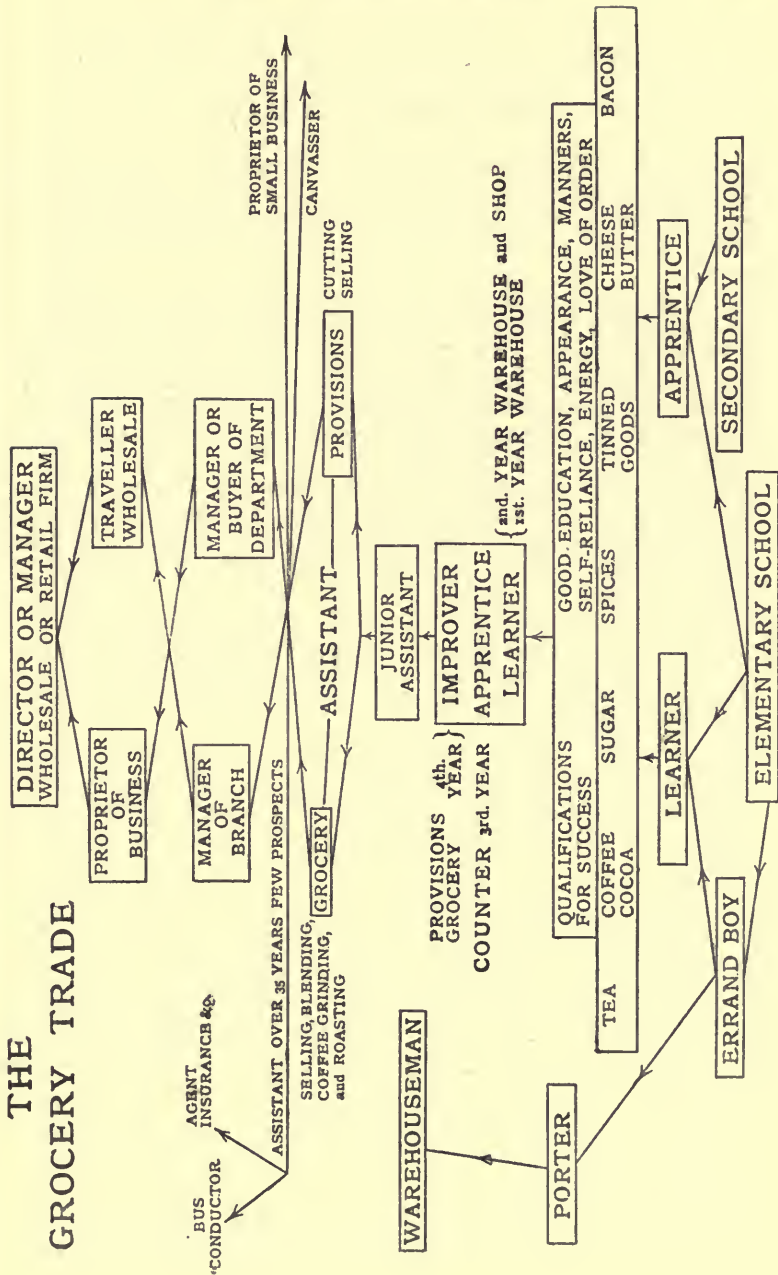 THE
GROCERY TRADE
DIRECTOR OR MANAGER
WHOLESALE OR RETAIL FIRM
PROPRIETOR
OF
BUSINESS
TRAVELLER
WHOLESALE
MANAGER
OF
BRANCH
MANAGER OR
BUYER OF
DEPARTMENT
BUS
CONDUCTOR
AGENT
INSURANCE &c.
ASSISTANT OVER 35 YEARS FEW PROSPECTS
PROPRIETOR OF
SMALL BUSINESS
CANVASSER
SELLING, BLENDING,
COFFEE GRINDING,
and ROASTING
GROCERY
ASSISTANT
PROVISIONS
CUTTING
SELLING
JUNIOR
ASSISTANT
PROVISIONS 4th.
GROCERY YEAR
COUNTER 3rd. YEAR
IMPROVER
APPRENTICE
LEARNER
2nd. YEAR WAREHOUSE and SHOP
1st. YEAR WAREHOUSE
WAREHOUSEMAN
PORTER
QUALIFICATIONS
FOR SUCCESS
GOOD EDUCATION, APPEARANCE, MANNERS,
SELF-RELIANCE, ENERGY, LOVE OF ORDER
TEA
COFFEE
COCOA
SUGAR
SPICES
TINNED
GOODS
CHEESE
BUTTER
BACON
ERRAND BOY
LEARNER
APPRENTICE
ELEMENTARY SCHOOL
SECONDARY SCHOOL